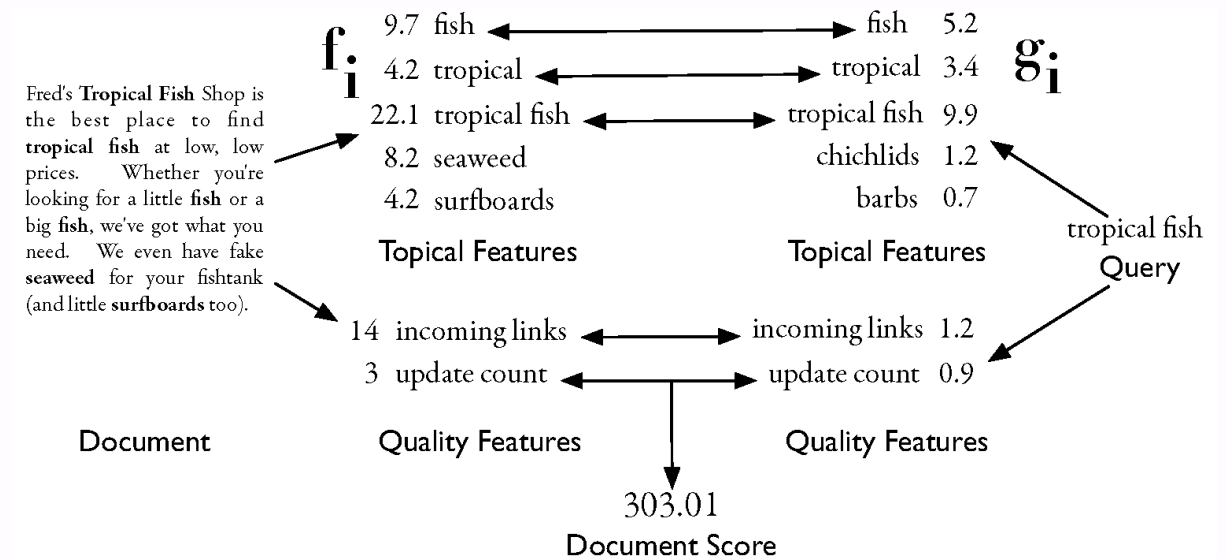 Fred's Tropical Fish Shop is
the best place to find
tropical fish at low, low
prices. Whether you're
looking for a little fish or a
big fish, we've got what you
need. We even have fake
seaweed for your fishtank
(and little surfboards too).
Document
fi
9.7 fish
4.2 tropical
22.1 tropical fish
8.2 seaweed
4.2 surfboards
Topical Features
14 incoming links
3 update count
Quality Features
gi
fish 5.2
tropical 3.4
tropical fish 9.9
chichlids 1.2
barbs 0.7
Topical Features
incoming links 1.2
update count 0.9
Quality Features
tropical fish
Query
303.01
Document Score